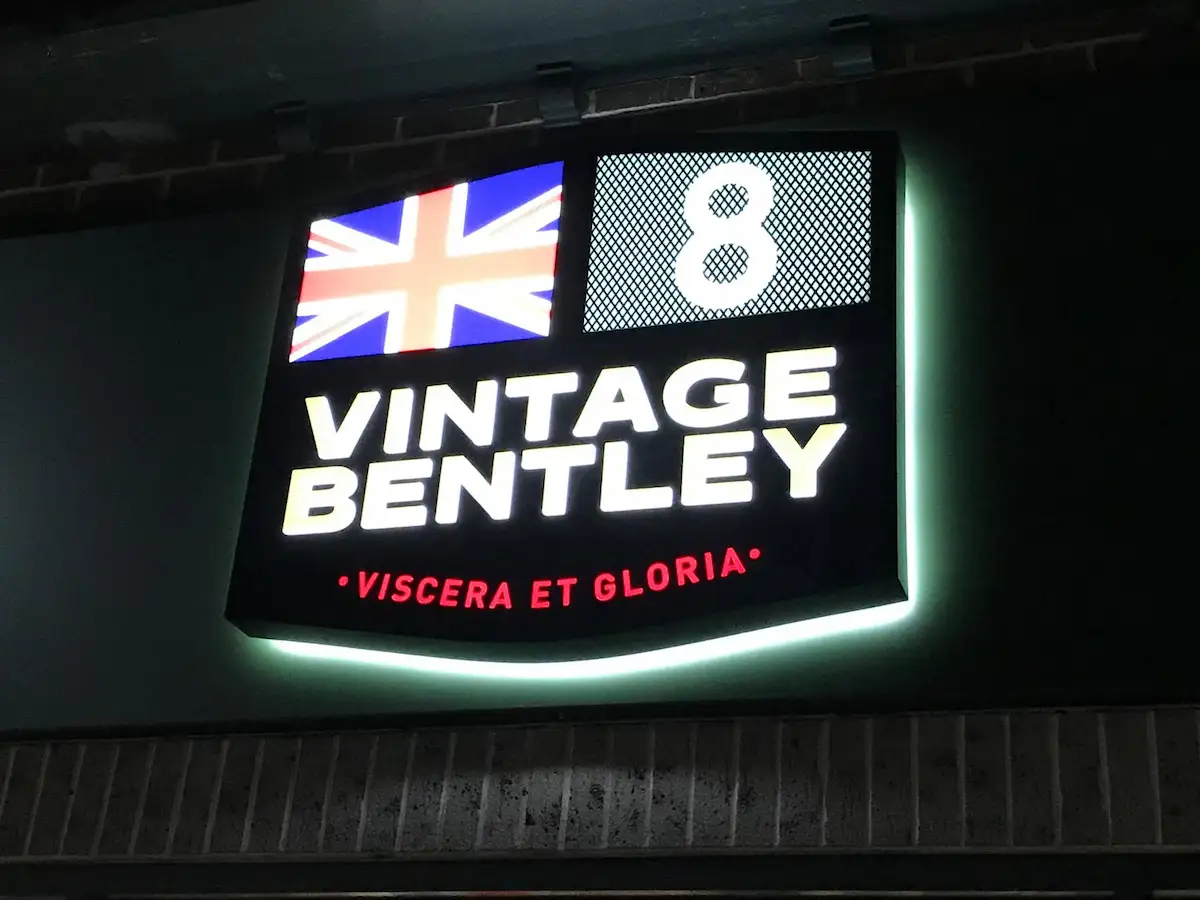 8
VINTAGE
BENTLEY
•VISCERA ET GLORIA•